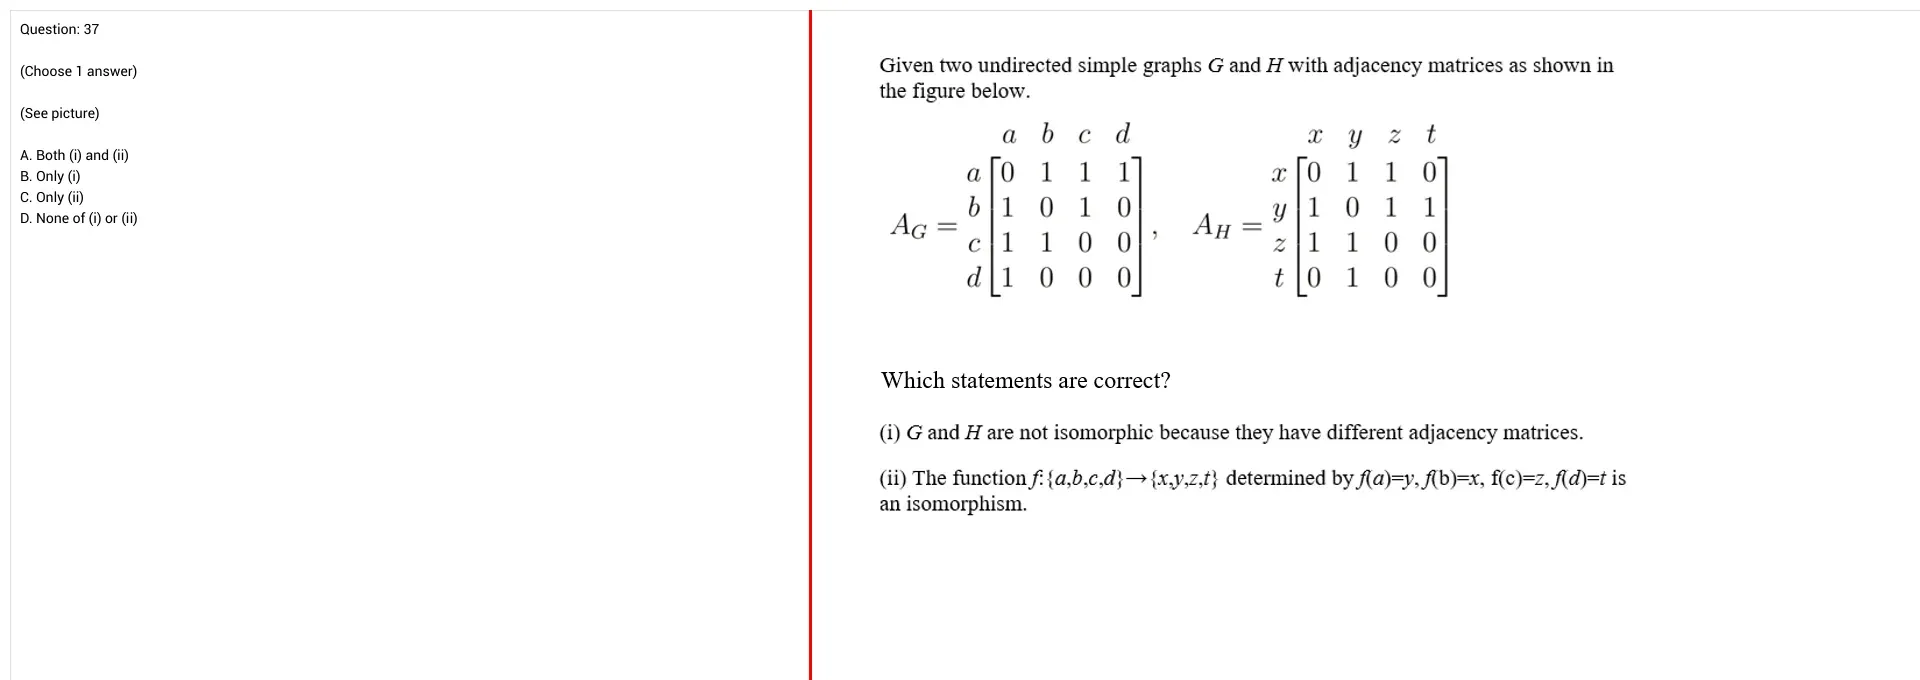 Question: 37
(Choose 1 answer)
(See picture)
A. Both (i) and (ii)
B. Only (i)
C. Only (ii)
D. None of (i) or (ii)
Given two undirected simple graphs G and H with adjacency matrices as shown in
the figure below.
a b c d x y z t
a 0 1 1 1 x 0 1 1 0
b 1 0 1 0 y 1 0 1 1
A_G = , A_H =
c 1 1 0 0 z 1 1 0 0
d 1 0 0 0 t 0 1 0 0
Which statements are correct?
(i) G and H are not isomorphic because they have different adjacency matrices.
(ii) The function f:{a,b,c,d}→{x,y,z,t} determined by f(a)=y, f(b)=x, f(c)=z, f(d)=t is
an isomorphism.